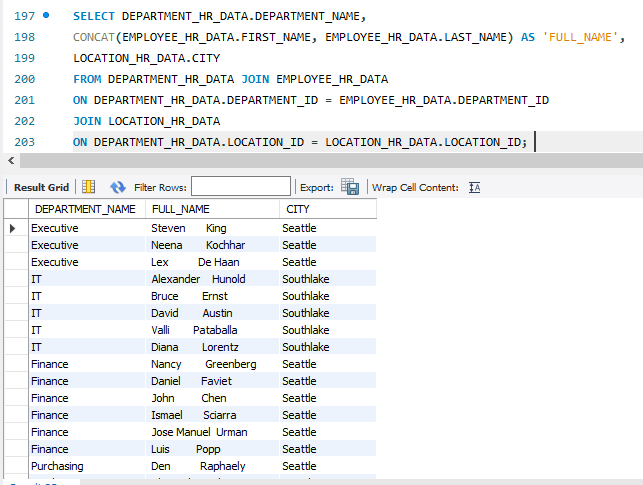 197 SELECT DEPARTMENT_HR_DATA.DEPARTMENT_NAME,
198 CONCAT(EMPLOYEE_HR_DATA.FIRST_NAME, EMPLOYEE_HR_DATA.LAST_NAME) AS 'FULL_NAME',
199 LOCATION_HR_DATA.CITY
200 FROM DEPARTMENT_HR_DATA JOIN EMPLOYEE_HR_DATA
201 ON DEPARTMENT_HR_DATA.DEPARTMENT_ID = EMPLOYEE_HR_DATA.DEPARTMENT_ID
202 JOIN LOCATION_HR_DATA
203 ON DEPARTMENT_HR_DATA.LOCATION_ID = LOCATION_HR_DATA.LOCATION_ID;
Result Grid Filter Rows: Export: Wrap Cell Content:
DEPARTMENT_NAME FULL_NAME CITY
Executive Steven King Seattle
Executive Neena Kochhar Seattle
Executive Lex De Haan Seattle
IT Alexander Hunold Southlake
IT Bruce Ernst Southlake
IT David Austin Southlake
IT Valli Pataballa Southlake
IT Diana Lorentz Southlake
Finance Nancy Greenberg Seattle
Finance Daniel Faviet Seattle
Finance John Chen Seattle
Finance Ismael Sciarra Seattle
Finance Jose Manuel Urman Seattle
Finance Luis Popp Seattle
Purchasing Den Raphaely Seattle